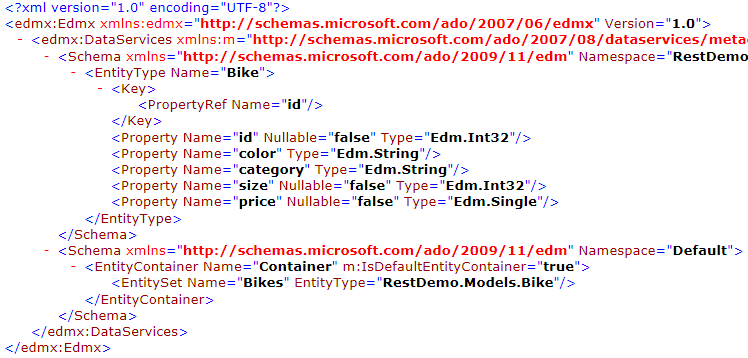 <?xml version="1.0" encoding="UTF-8"?>
<edmx:Edmx xmlns:edmx="http://schemas.microsoft.com/ado/2007/06/edmx" Version="1.0">
- <edmx:DataServices xmlns:m="http://schemas.microsoft.com/ado/2007/08/dataservices/meta
- <Schema xmlns="http://schemas.microsoft.com/ado/2009/11/edm" Namespace="RestDemo
- <EntityType Name="Bike">
- <Key>
<PropertyRef Name="id"/>
</Key>
<Property Name="id" Nullable="false" Type="Edm.Int32"/>
<Property Name="color" Type="Edm.String"/>
<Property Name="category" Type="Edm.String"/>
<Property Name="size" Nullable="false" Type="Edm.Int32"/>
<Property Name="price" Nullable="false" Type="Edm.Single"/>
</EntityType>
</Schema>
- <Schema xmlns="http://schemas.microsoft.com/ado/2009/11/edm" Namespace="Default">
- <EntityContainer Name="Container" m:IsDefaultEntityContainer="true">
<EntitySet Name="Bikes" EntityType="RestDemo.Models.Bike"/>
</EntityContainer>
</Schema>
</edmx:DataServices>
</edmx:Edmx>